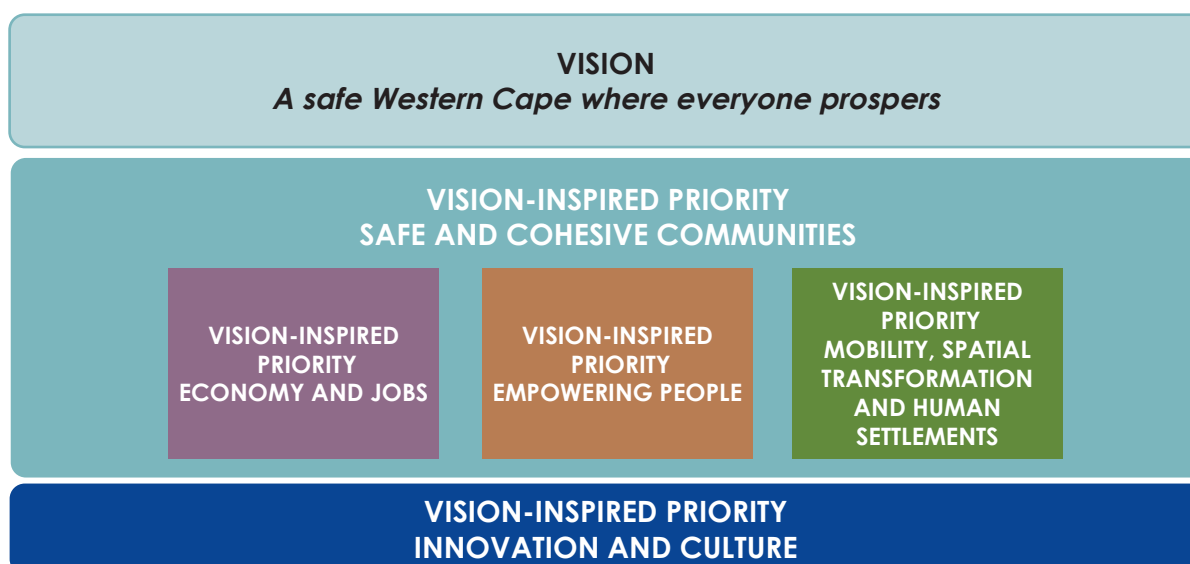 VISION
A safe Western Cape where everyone prospers
VISION-INSPIRED PRIORITY
SAFE AND COHESIVE COMMUNITIES
VISION-INSPIRED
PRIORITY
ECONOMY AND JOBS
VISION-INSPIRED
PRIORITY
EMPOWERING PEOPLE
VISION-INSPIRED
PRIORITY
MOBILITY, SPATIAL
TRANSFORMATION
AND HUMAN
SETTLEMENTS
VISION-INSPIRED PRIORITY
INNOVATION AND CULTURE